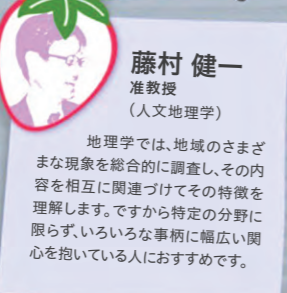 藤村 健一
准教授
（人文地理学）
地理学では、地域のさまざ
まな現象を総合的に調査し、その内
容を相互に関連づけてその特徴を
理解します。ですから特定の分野に
限らず、いろいろな事柄に幅広い関
心を抱いている人におすすめです。